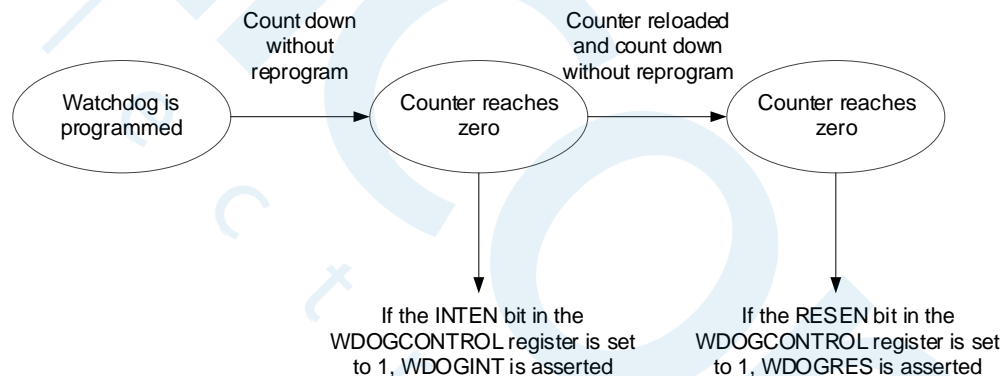 Count down
without
reprogram
Counter reloaded
and count down
without reprogram
Watchdog is
programmed
Counter reaches
zero
Counter reaches
zero
If the INTEN bit in the
WDOGCONTROL register is set
to 1, WDOGINT is asserted
If the RESEN bit in the
WDOGCONTROL register is set
to 1, WDOGRES is asserted